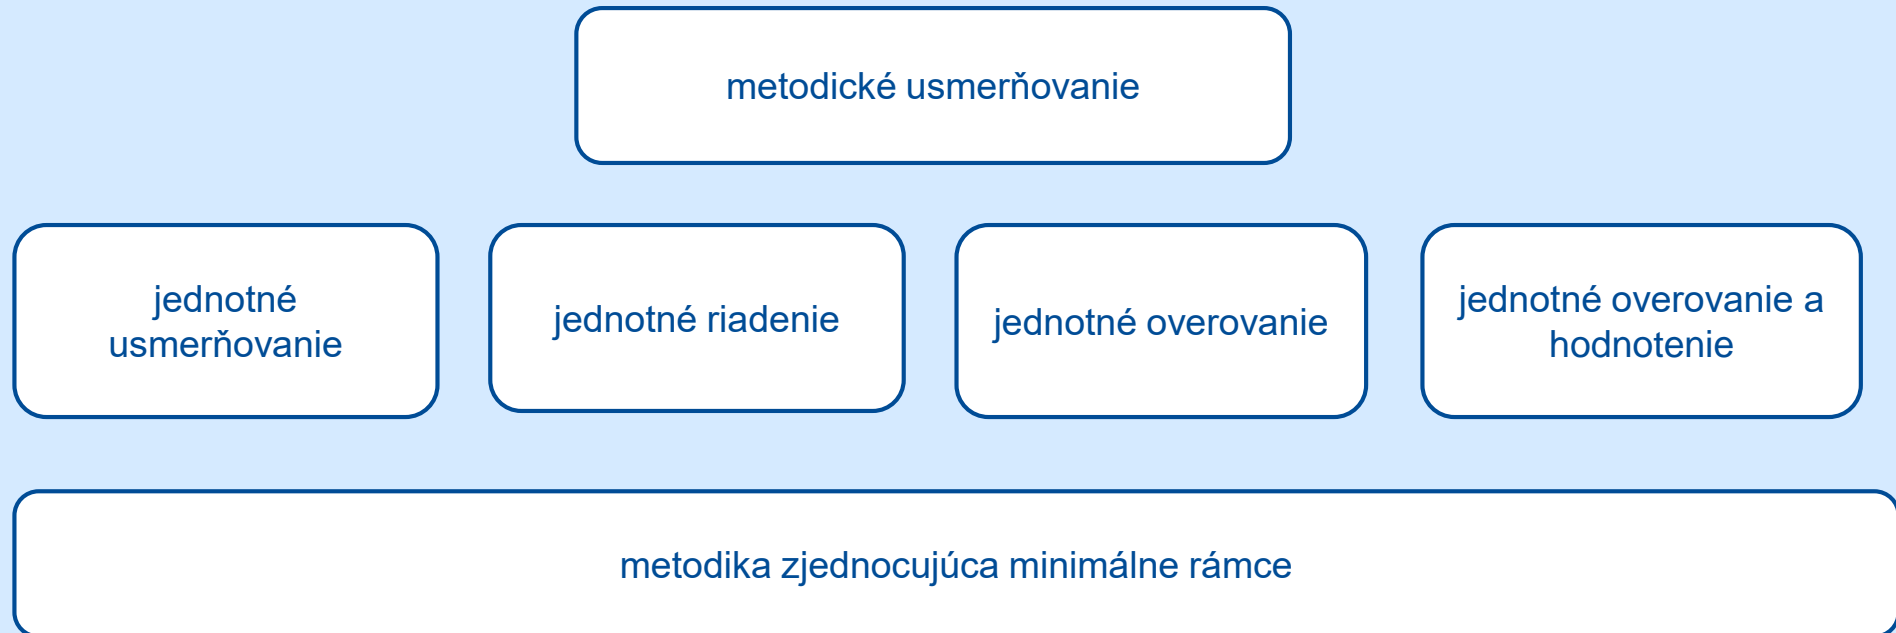 metodické usmerňovanie
jednotné
usmerňovanie
jednotné riadenie
jednotné overovanie
jednotné overovanie a
hodnotenie
metodika zjednocujúca minimálne rámce